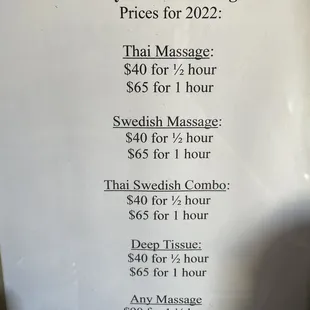 Prices for 2022:
Thai Massage:
$40 for ½ hour
$65 for 1 hour
Swedish Massage:
$40 for ½ hour
$65 for 1 hour
Thai Swedish Combo:
$40 for ½ hour
$65 for 1 hour
Deep Tissue:
$40 for ½ hour
$65 for 1 hour
Any Massage